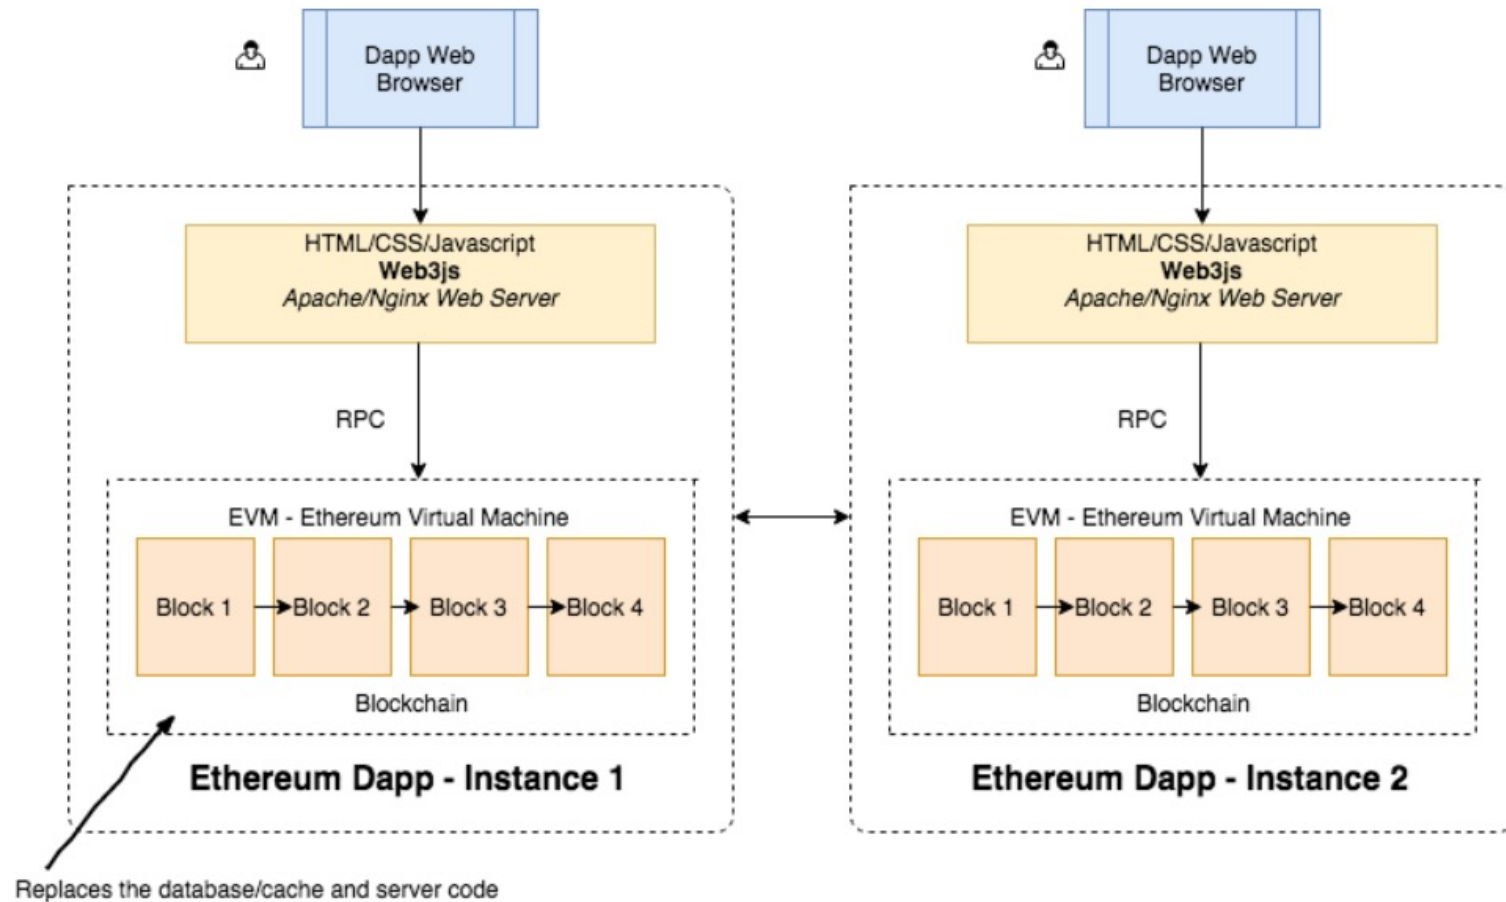 Dapp Web
Browser
Dapp Web
Browser
HTML/CSS/Javascript
Web3js
Apache/Nginx Web Server
HTML/CSS/Javascript
Web3js
Apache/Nginx Web Server
RPC
RPC
EVM - Ethereum Virtual Machine
Block 1
Block 2
Block 3
Block 4
Blockchain
EVM - Ethereum Virtual Machine
Block 1
Block 2
Block 3
Block 4
Blockchain
Ethereum Dapp - Instance 1
Ethereum Dapp - Instance 2
Replaces the database/cache and server code